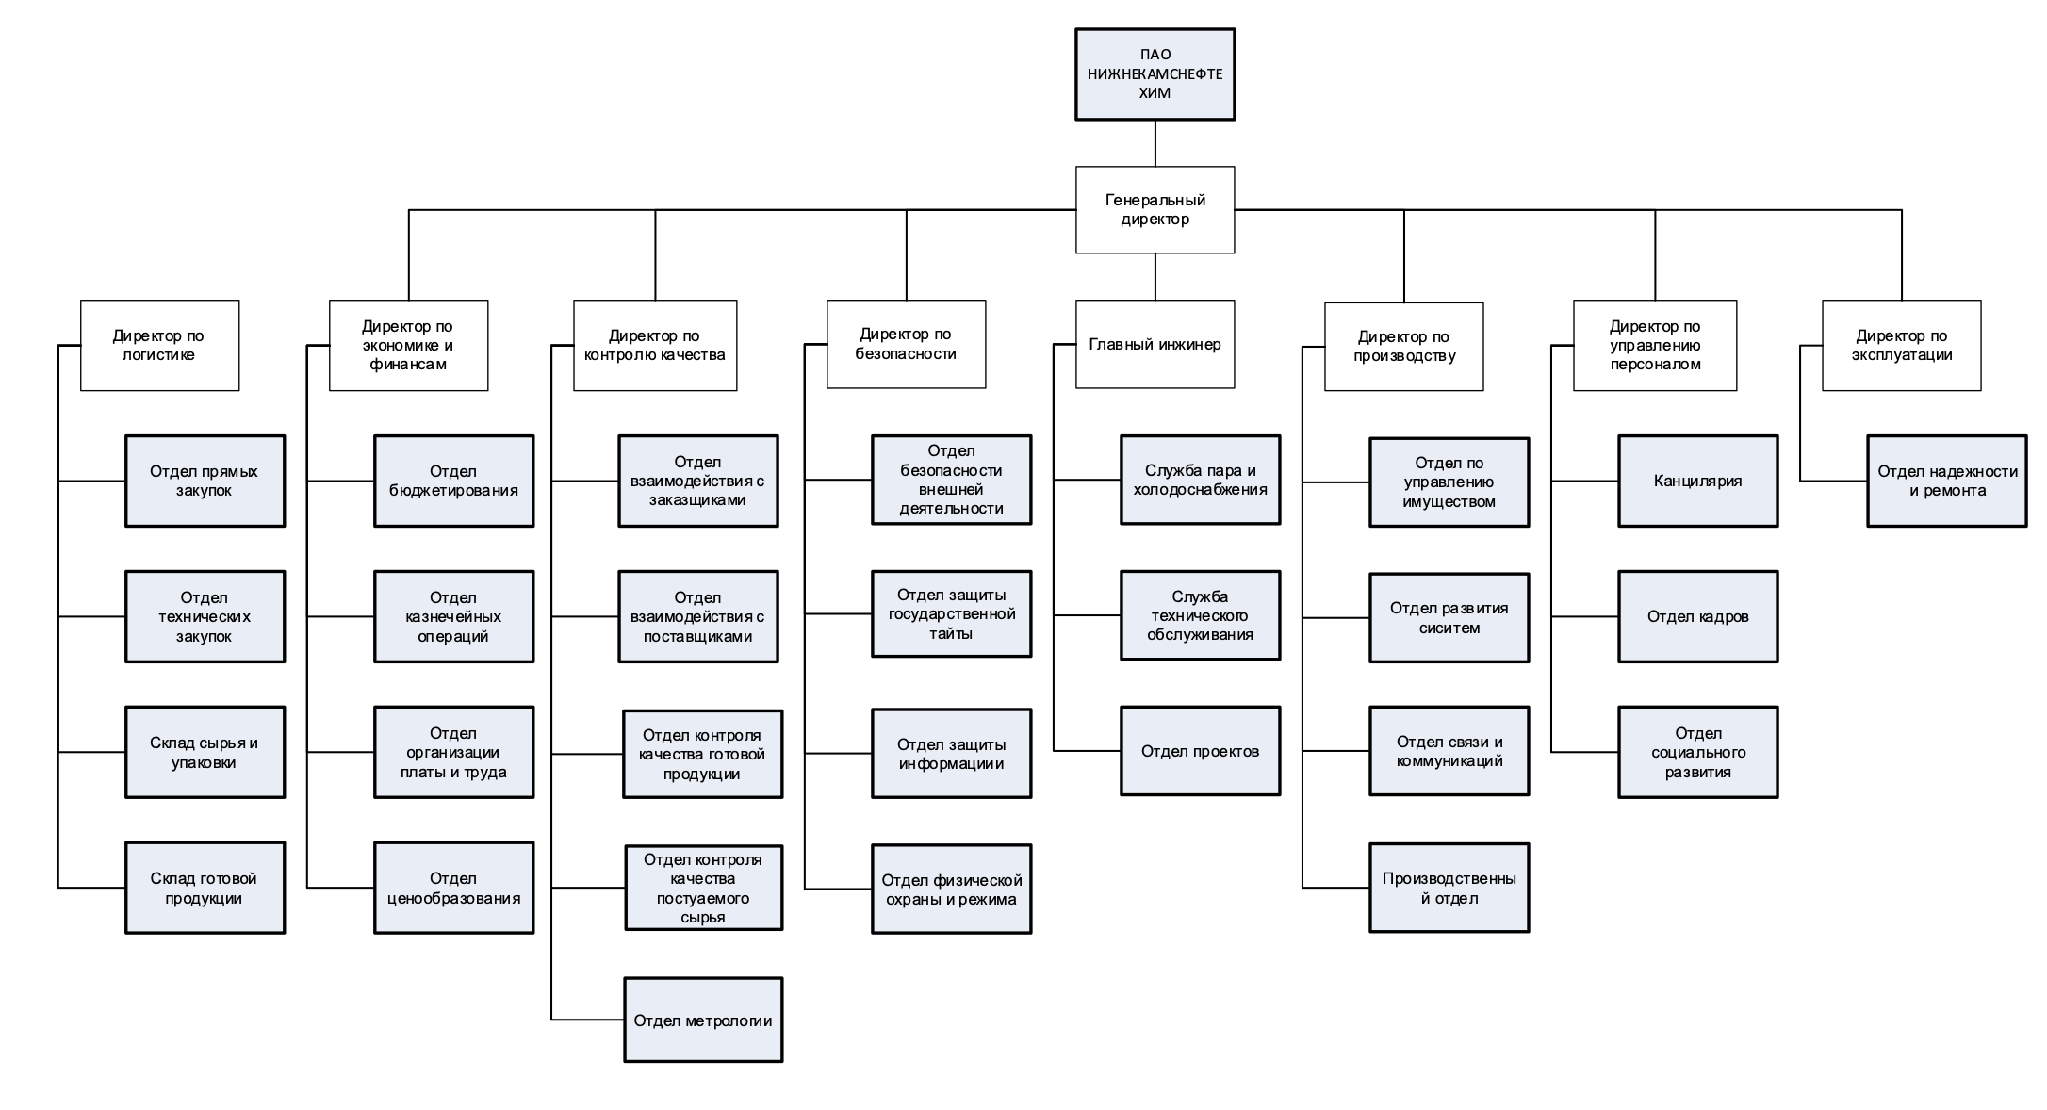 ПАО
НИЖНЕКАМСНЕФТЕ
ХИМ
Генеральный
директор
Директор по
логистике
Директор по
экономике и
финансам
Директор по
контролю качества
Директор по
безопасности
Главный инжинер
Директор по
производству
Директор по
управлению
персоналом
Директор по
эксплуатации
Отдел прямых
закупок
Отдел
бюджетирования
Отдел
взаимодействия с
заказщиками
Отдел
безопасности
внешней
деятельности
Служба пара и
холодоснабжения
Отдел по
управлению
имуществом
Канцилярия
Отдел надежности
и ремонта
Отдел
технических
закупок
Отдел
казнечейных
операций
Отдел
взаимодействия с
поставщиками
Отдел защиты
государственной
тайты
Служба
технического
обслуживания
Отдел развития
сиситем
Отдел кадров
Склад сырья и
упаковки
Отдел
организации
платы и труда
Отдел контроля
качества готовой
продукции
Отдел защиты
информациии
Отдел проектов
Отдел связи и
коммуникаций
Отдел
социального
развития
Склад готовой
продукции
Отдел
ценообразования
Отдел контроля
качества
постуаемого
сырья
Отдел физической
охраны и режима
Производственны
й отдел
Отдел метрологии